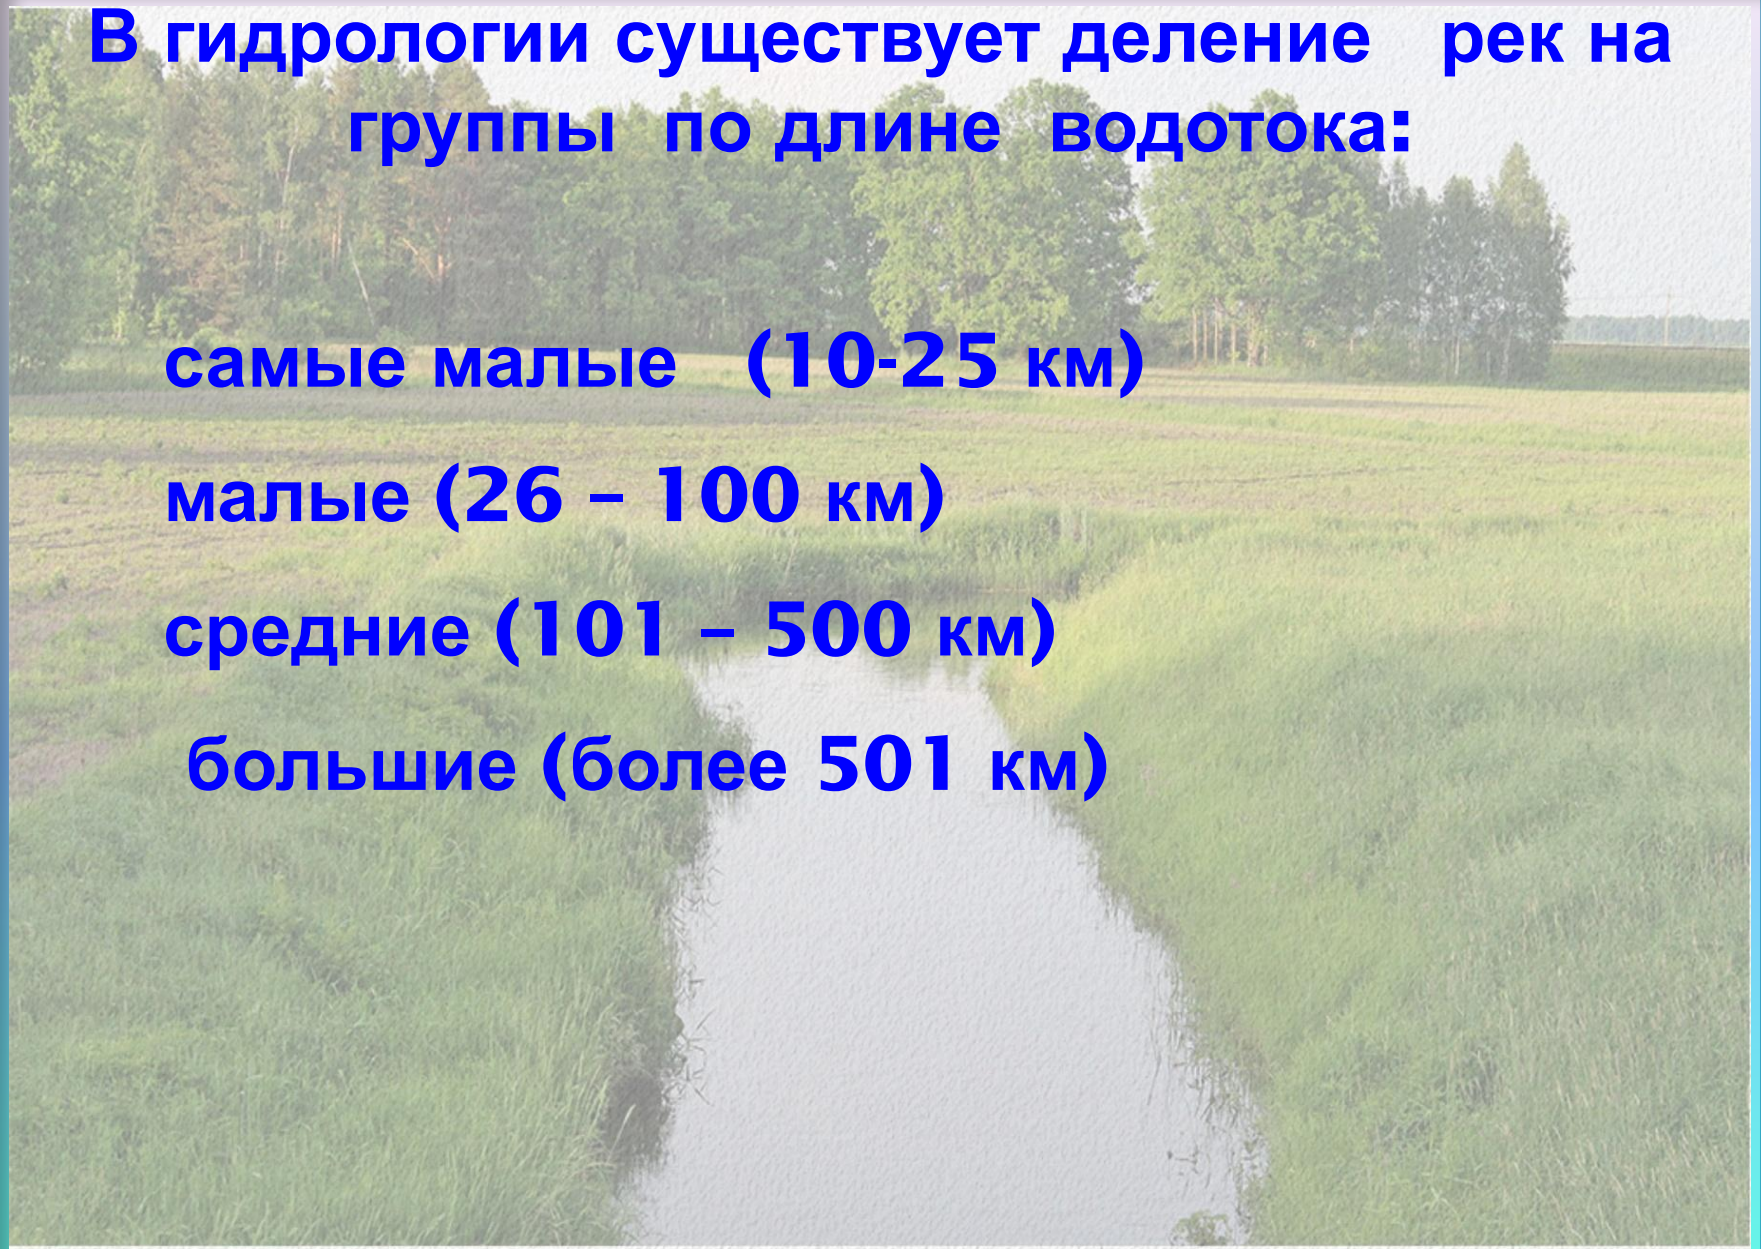 В гидрологии существует деление рек на
группы по длине водотока:
самые малые (10-25 км)
малые (26 – 100 км)
средние (101 – 500 км)
большие (более 501 км)